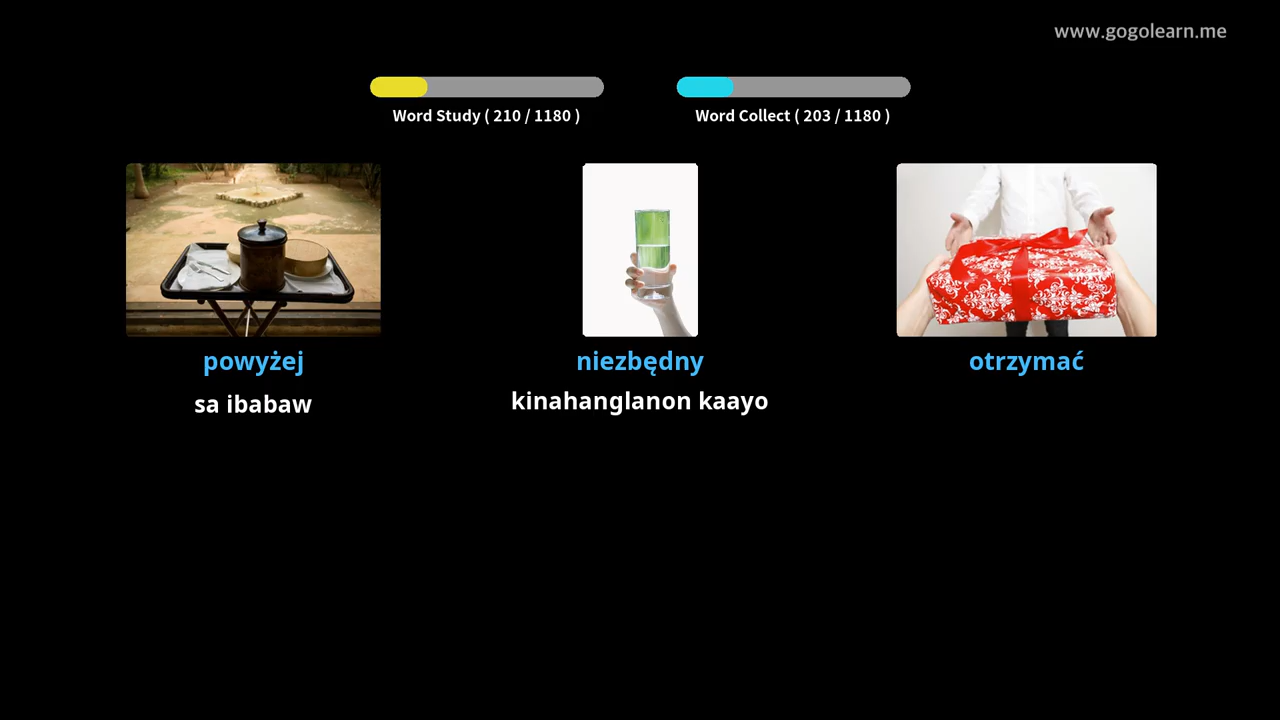 www.gogolearn.me
Word Study ( 210 / 1180 )
Word Collect ( 203 / 1180 )
powyżej
niezbędny
otrzymać
sa ibabaw
kinahanglanon kaayo